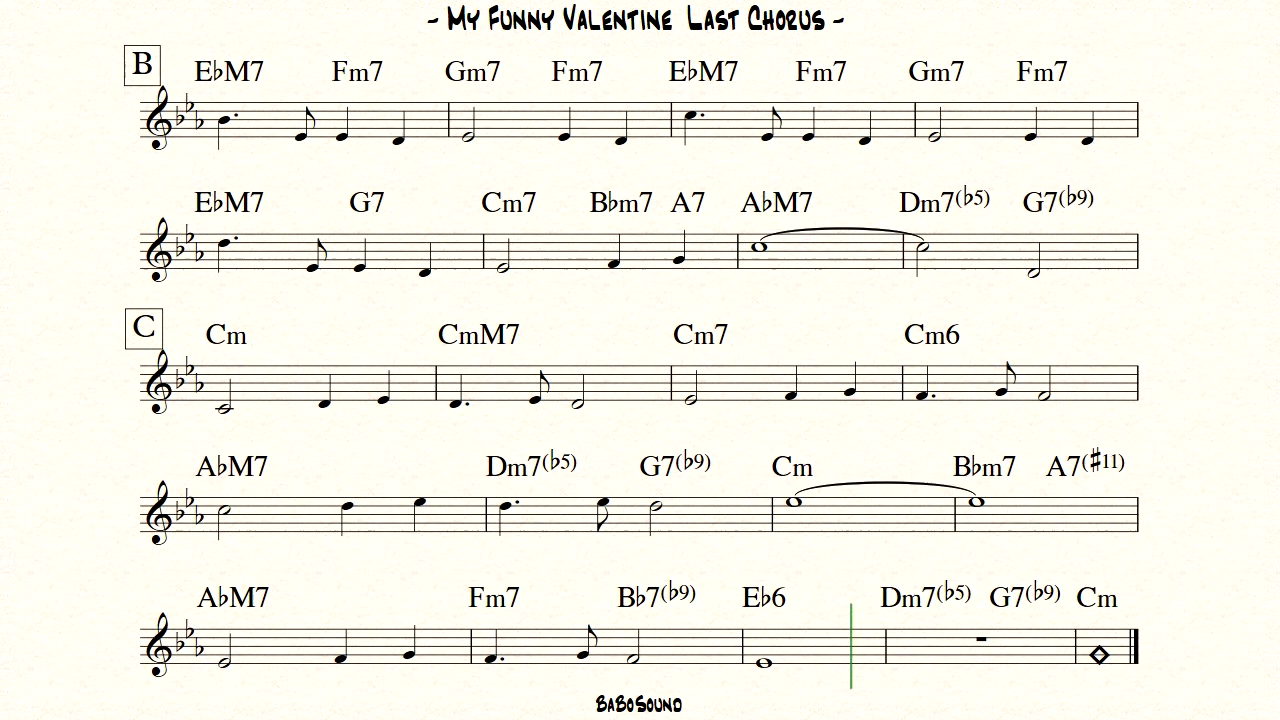 - My Funny Valentine Last Chorus -
B E♭M7 Fm7 Gm7 Fm7 E♭M7 Fm7 Gm7 Fm7
E♭M7 G7 Cm7 B♭m7 A7 A♭M7 Dm7(♭5) G7(♭9)
C Cm CmM7 Cm7 Cm6
A♭M7 Dm7(♭5) G7(♭9) Cm B♭m7 A7(♯11)
A♭M7 Fm7 B♭7(♭9) E♭6 Dm7(♭5) G7(♭9) Cm
BaBoSound